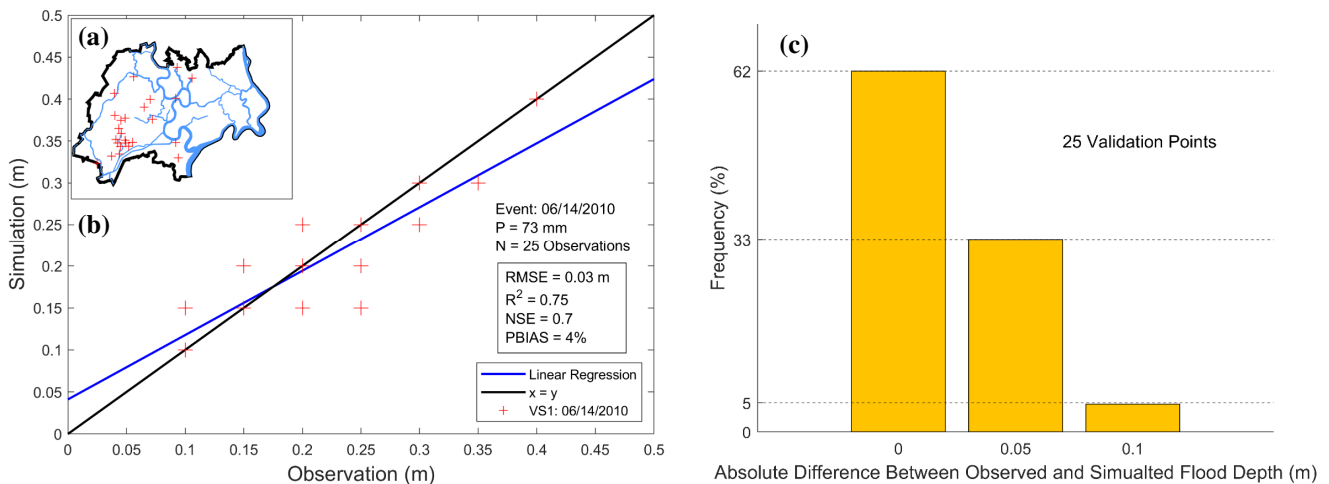 (a)
(b)
0.5
0.45
0.4
0.35
0.3
0.25
0.2
0.15
0.1
0.05
0
Simulation (m)
0 0.05 0.1 0.15 0.2 0.25 0.3 0.35 0.4 0.45 0.5
Observation (m)
Event: 06/14/2010
P = 73 mm
N = 25 Observations
RMSE = 0.03 m
R² = 0.75
NSE = 0.7
PBIAS = 4%
Linear Regression
x = y
VS1: 06/14/2010
(c)
62
33
5
0
Frequency (%)
25 Validation Points
0 0.05 0.1
Absolute Difference Between Observed and Simualted Flood Depth (m)